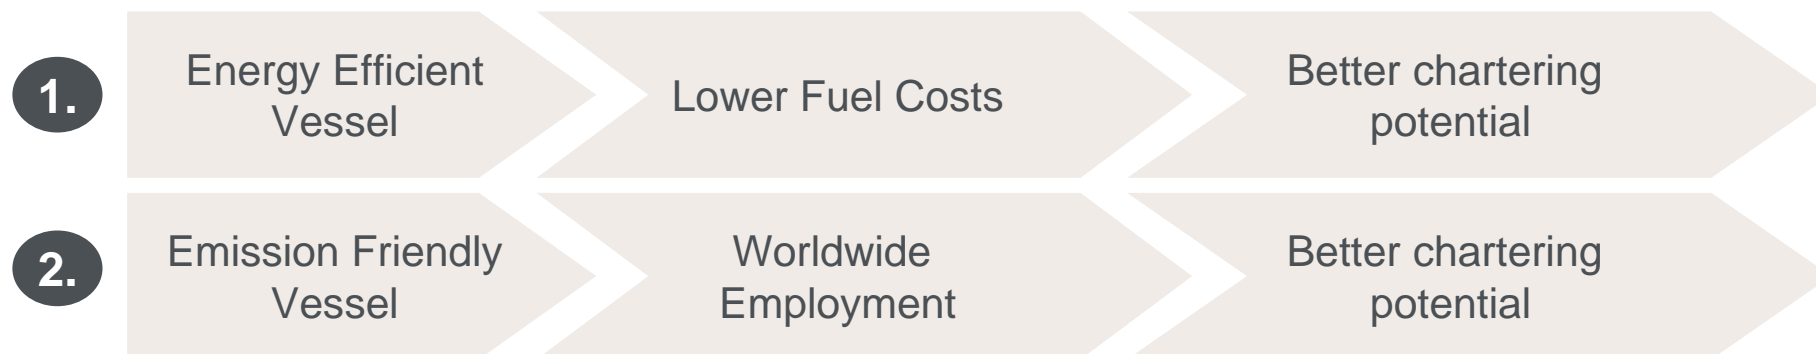 1.
Energy Efficient
Vessel
Lower Fuel Costs
Better chartering
potential
2.
Emission Friendly
Vessel
Worldwide
Employment
Better chartering
potential